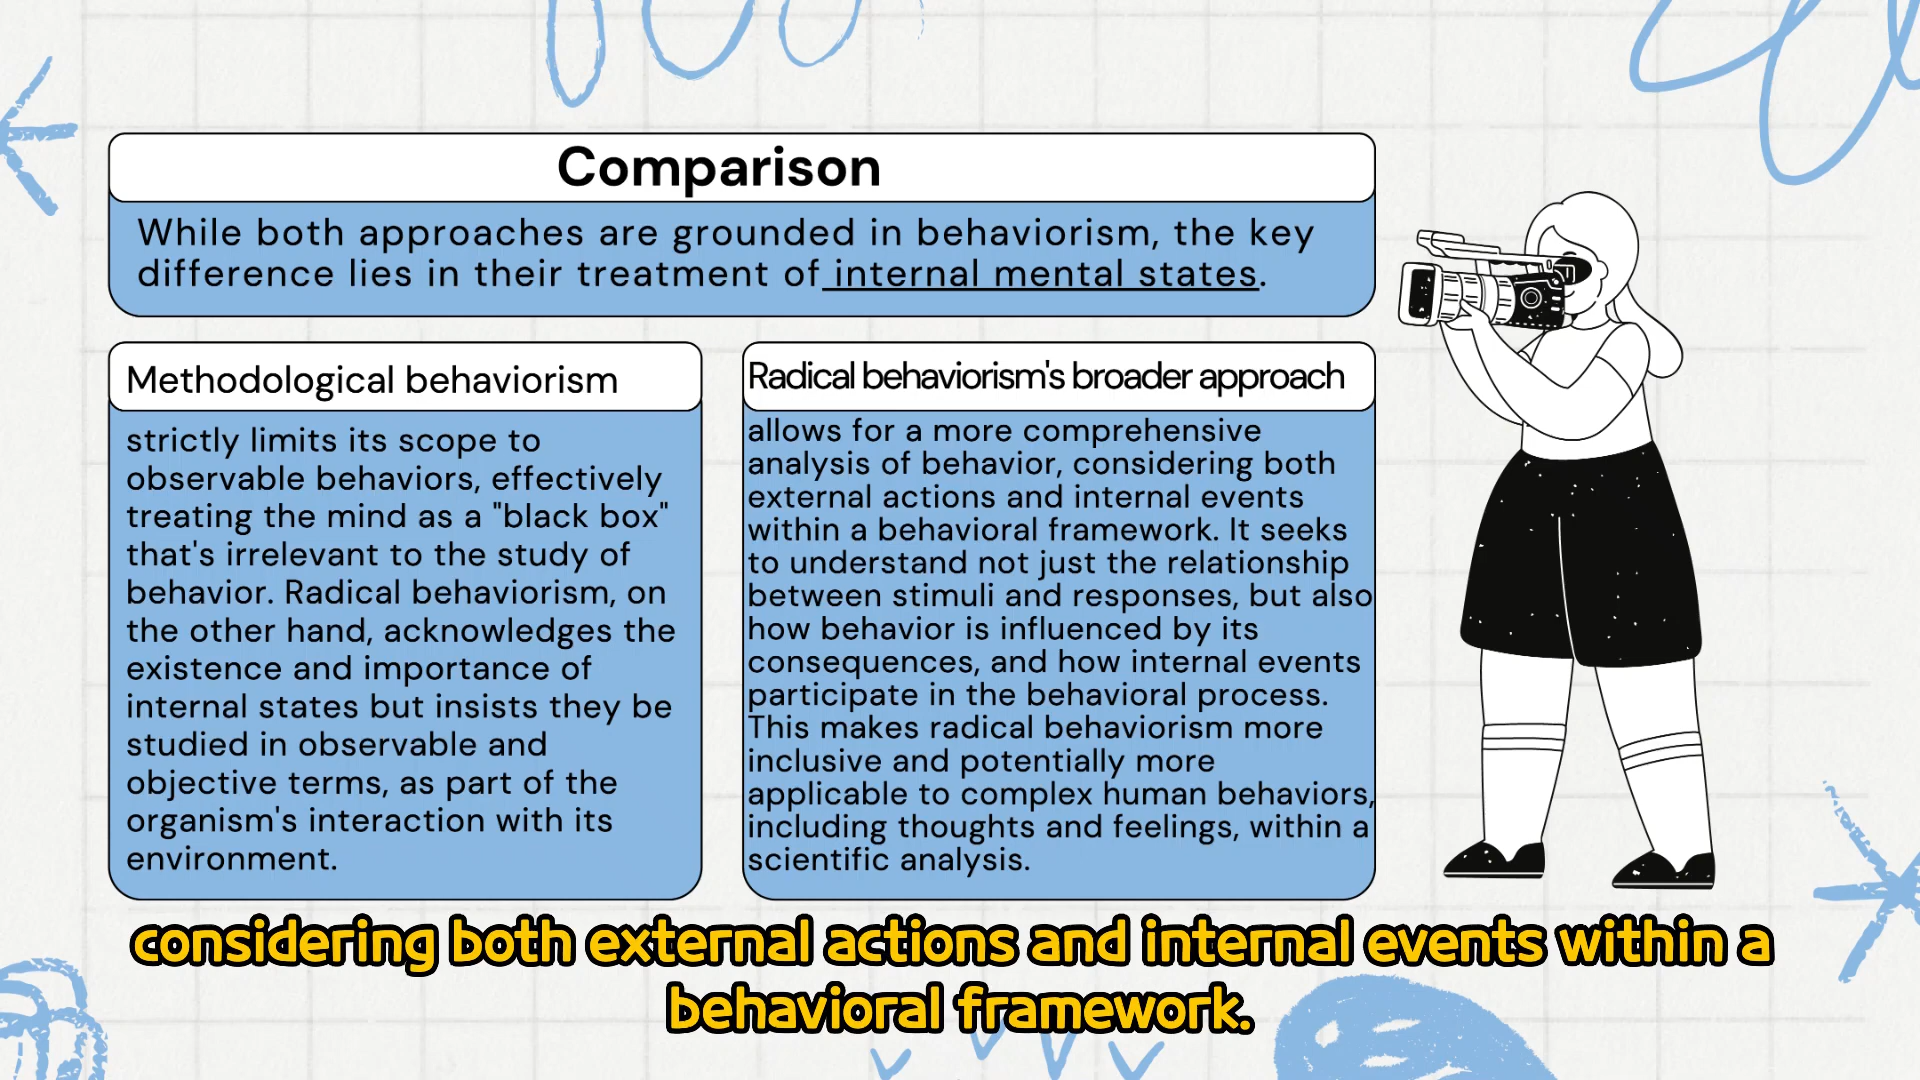 Comparison
While both approaches are grounded in behaviorism, the key
difference lies in their treatment of internal mental states.
Methodological behaviorism
strictly limits its scope to
observable behaviors, effectively
treating the mind as a "black box"
that's irrelevant to the study of
behavior. Radical behaviorism, on
the other hand, acknowledges the
existence and importance of
internal states but insists they be
studied in observable and
objective terms, as part of the
organism's interaction with its
environment.
Radical behaviorism's broader approach
allows for a more comprehensive
analysis of behavior, considering both
external actions and internal events
within a behavioral framework. It seeks
to understand not just the relationship
between stimuli and responses, but also
how behavior is influenced by its
consequences, and how internal events
participate in the behavioral process.
This makes radical behaviorism more
inclusive and potentially more
applicable to complex human behaviors,
including thoughts and feelings, within a
scientific analysis.
considering both external actions and internal events within a
behavioral framework.